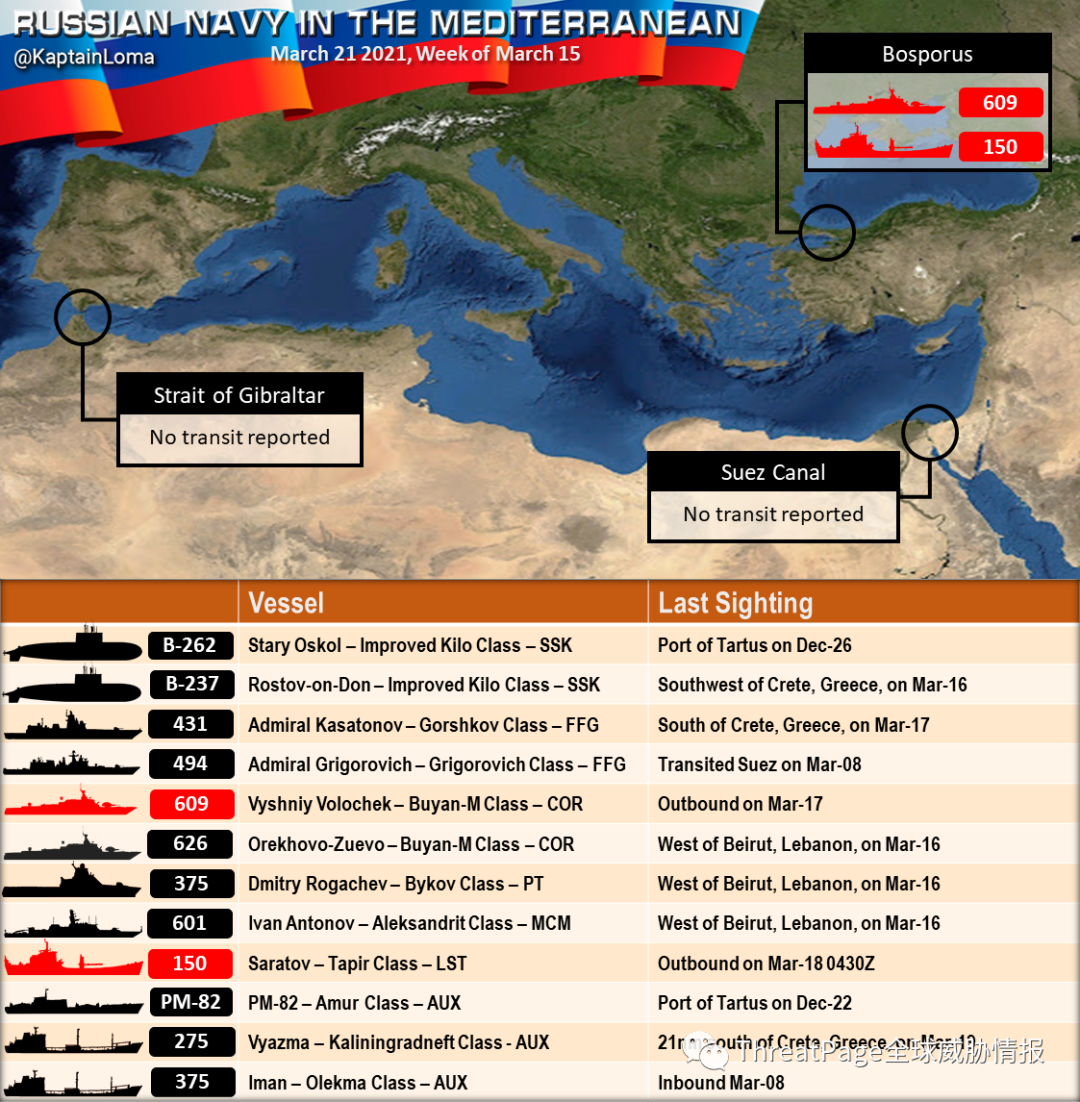 RUSSIAN NAVY IN THE MEDITERRANEAN
@KaptainLoma
March 21 2021, Week of March 15
Bosporus
609
150
Strait of Gibraltar
No transit reported
Suez Canal
No transit reported
Vessel Last Sighting
B-262 Stary Oskol – Improved Kilo Class – SSK Port of Tartus on Dec-26
B-237 Rostov-on-Don – Improved Kilo Class – SSK Southwest of Crete, Greece, on Mar-16
431 Admiral Kasatonov – Gorshkov Class – FFG South of Crete, Greece, on Mar-17
494 Admiral Grigorovich – Grigorovich Class – FFG Transited Suez on Mar-08
609 Vyshniy Volochek – Buyan-M Class – COR Outbound on Mar-17
626 Orekhovo-Zuevo – Buyan-M Class – COR West of Beirut, Lebanon, on Mar-16
375 Dmitry Rogachev – Bykov Class – PT West of Beirut, Lebanon, on Mar-16
601 Ivan Antonov – Aleksandrit Class – MCM West of Beirut, Lebanon, on Mar-16
150 Saratov – Tapir Class – LST Outbound on Mar-18 0430Z
PM-82 PM-82 – Amur Class – AUX Port of Tartus on Dec-22
275 Vyazma – Kaliningradneft Class - AUX south of Crete, Greece, on
ThreatPage全球威胁情报
375 Iman – Olekma Class – AUX Inbound Mar-08